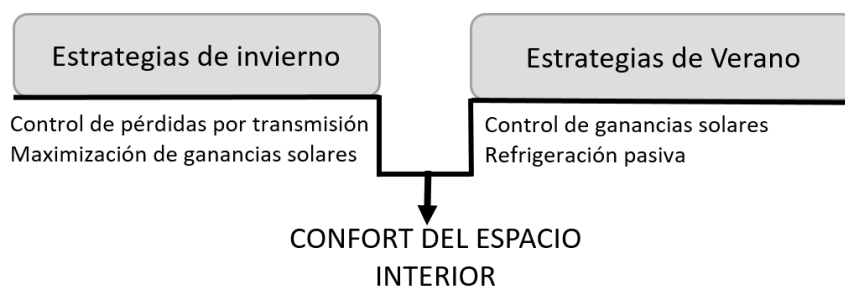 Estrategias de invierno
Control de pérdidas por transmisión
Maximización de ganancias solares
Estrategias de Verano
Control de ganancias solares
Refrigeración pasiva
CONFORT DEL ESPACIO
INTERIOR